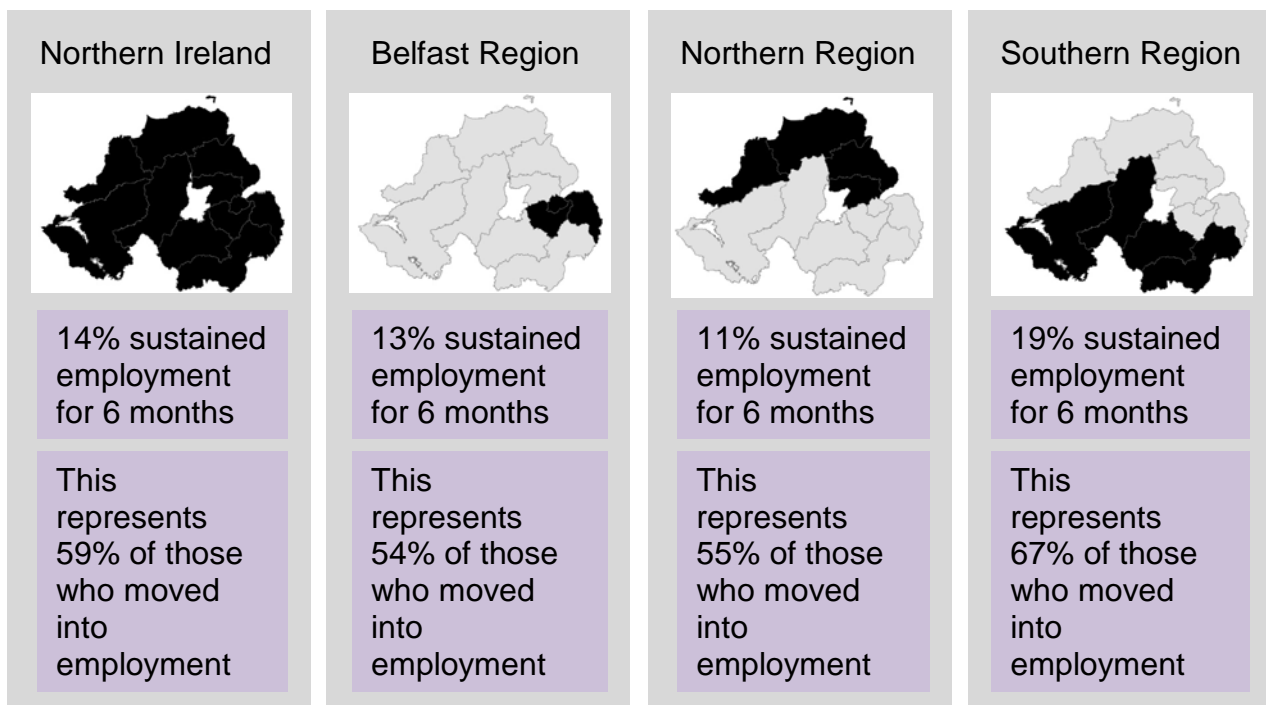 Northern Ireland
14% sustained
employment
for 6 months
This
represents
59% of those
who moved
into
employment
Belfast Region
13% sustained
employment
for 6 months
This
represents
54% of those
who moved
into
employment
Northern Region
11% sustained
employment
for 6 months
This
represents
55% of those
who moved
into
employment
Southern Region
19% sustained
employment
for 6 months
This
represents
67% of those
who moved
into
employment